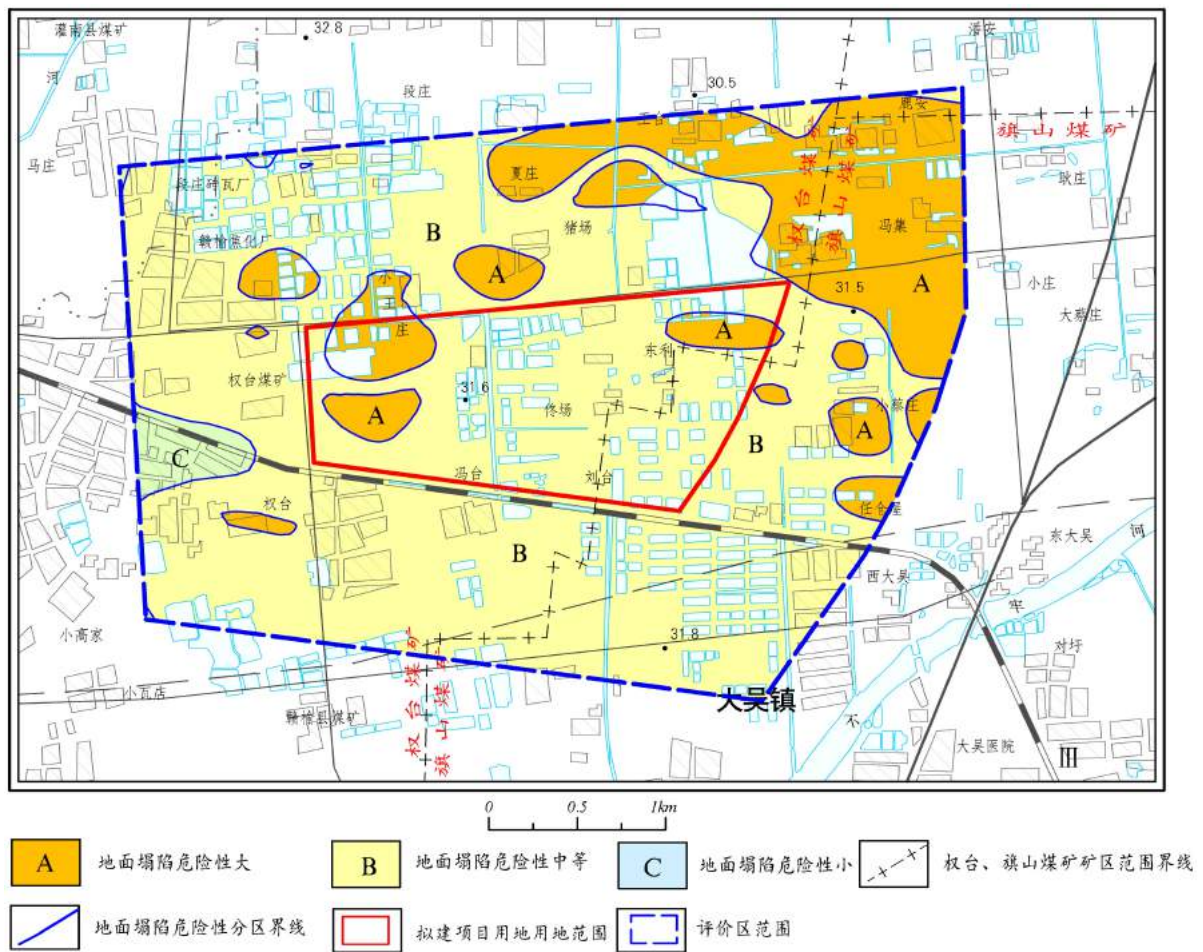 灌南县煤矿
32.8
潘安
河
段庄
30.5
鹿安
王台
旗山煤矿
马庄
段庄砖瓦厂
夏庄
耿庄
权台煤矿
旗山煤矿
赣榆焦化厂
B
猪场
冯集
A
小庄
小王庄
31.5
A
大蔡庄
A
东利
权台煤矿
31.6
A
佟场
小蔡庄
B
A
C
冯台
刘台
权台
任仓屋
B
东大吴
河
西大吴
牢
小高家
31.8
对圩
权台煤矿
旗山煤矿
小瓦店
赣榆县煤矿
大吴镇
不
大吴医院
III
0 0.5 1km
A 地面塌陷危险性大
B 地面塌陷危险性中等
C 地面塌陷危险性小
权台、旗山煤矿矿区范围界线
地面塌陷危险性分区界线
拟建项目用地用地范围
评价区范围